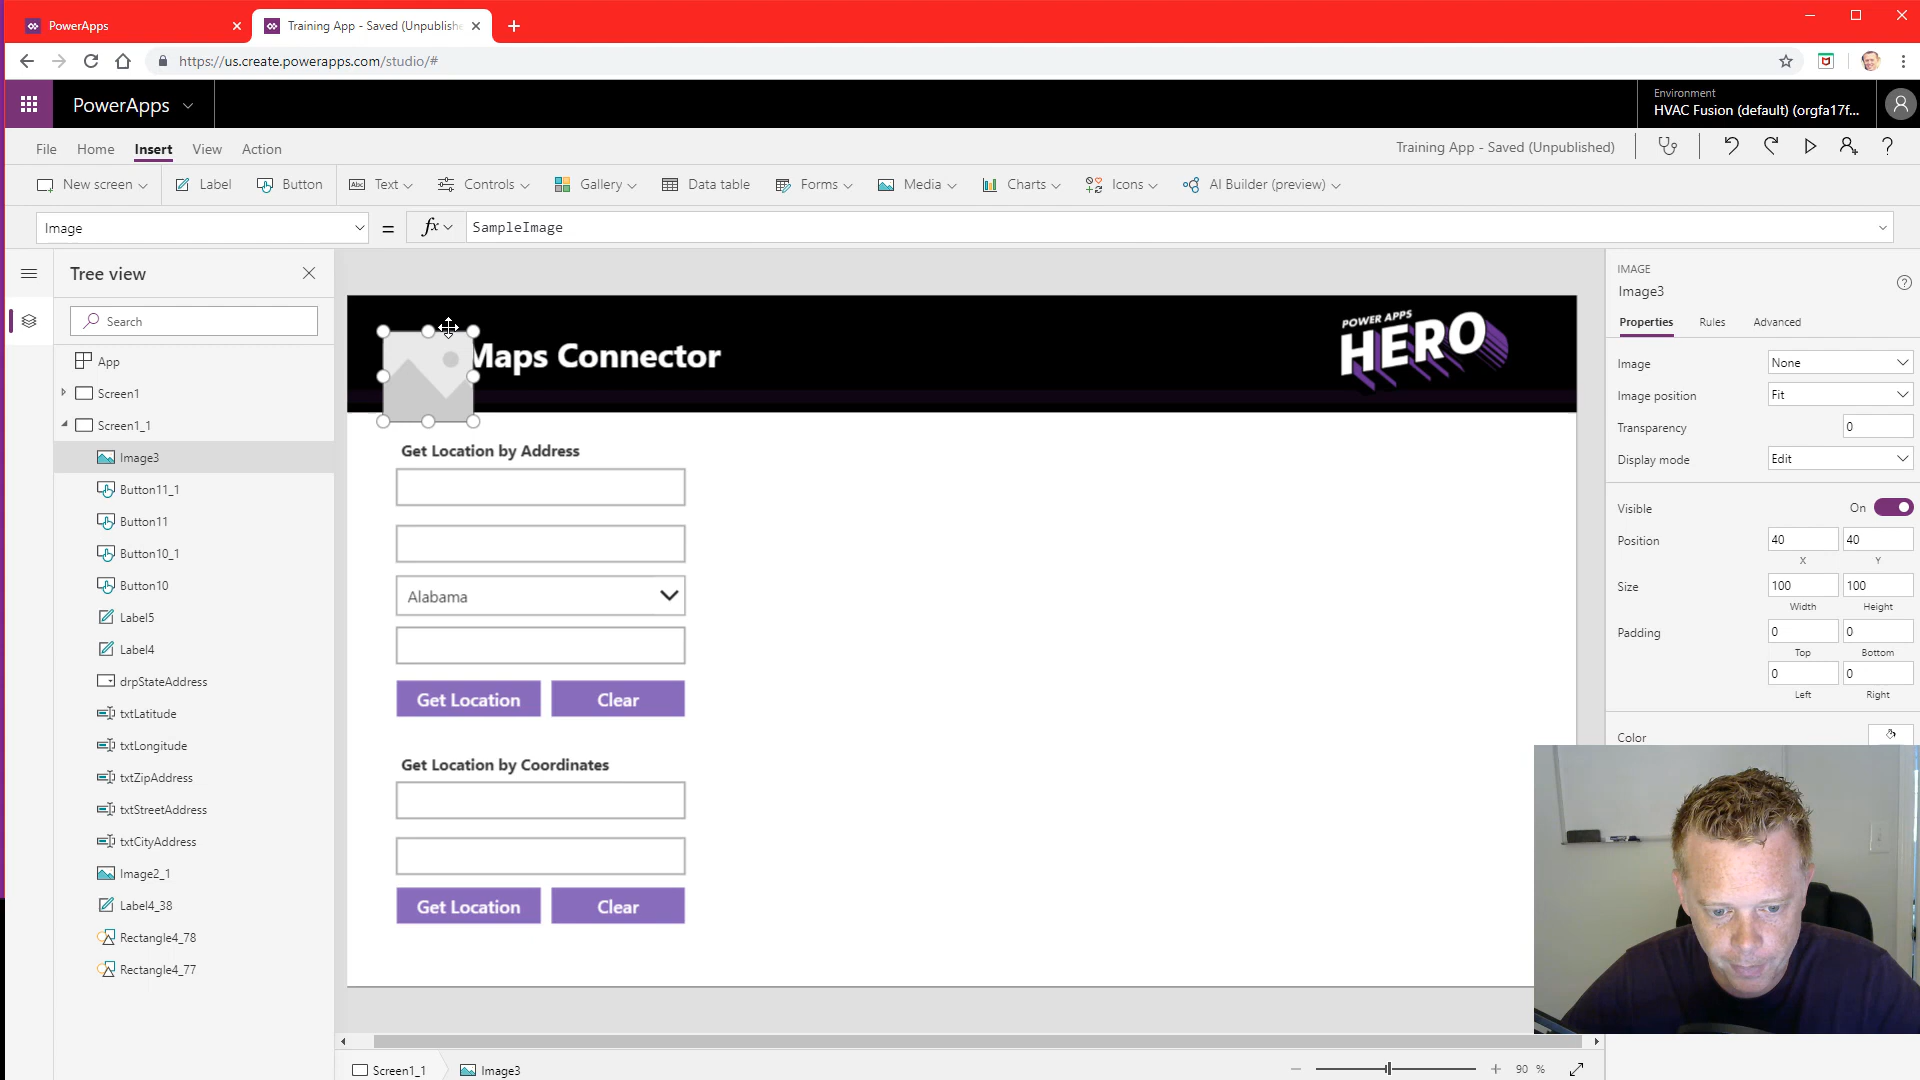 PowerApps
Training App - Saved (Unpublishe
https://us.create.powerapps.com/studio/#
PowerApps
Environment
HVAC Fusion (default) (orgfa17f...
File Home Insert View Action
Training App - Saved (Unpublished)
New screen Label Button Text Controls Gallery Data table Forms Media Charts Icons AI Builder (preview)
Image = fx SampleImage
Tree view
Search
App
Screen1
Screen1_1
Image3
Button11_1
Button11
Button10_1
Button10
Label5
Label4
drpStateAddress
txtLatitude
txtLongitude
txtZipAddress
txtStreetAddress
txtCityAddress
Image2_1
Label4_38
Rectangle4_78
Rectangle4_77
Maps Connector
POWER APPS
HERO
Get Location by Address
Alabama
Get Location Clear
Get Location by Coordinates
Get Location Clear
IMAGE
Image3
Properties Rules Advanced
Image None
Image position Fit
Transparency 0
Display mode Edit
Visible On
Position 40 40
X Y
Size 100 100
Width Height
Padding 0 0
Top Bottom
0 0
Left Right
Color
Screen1_1 Image3
90 %